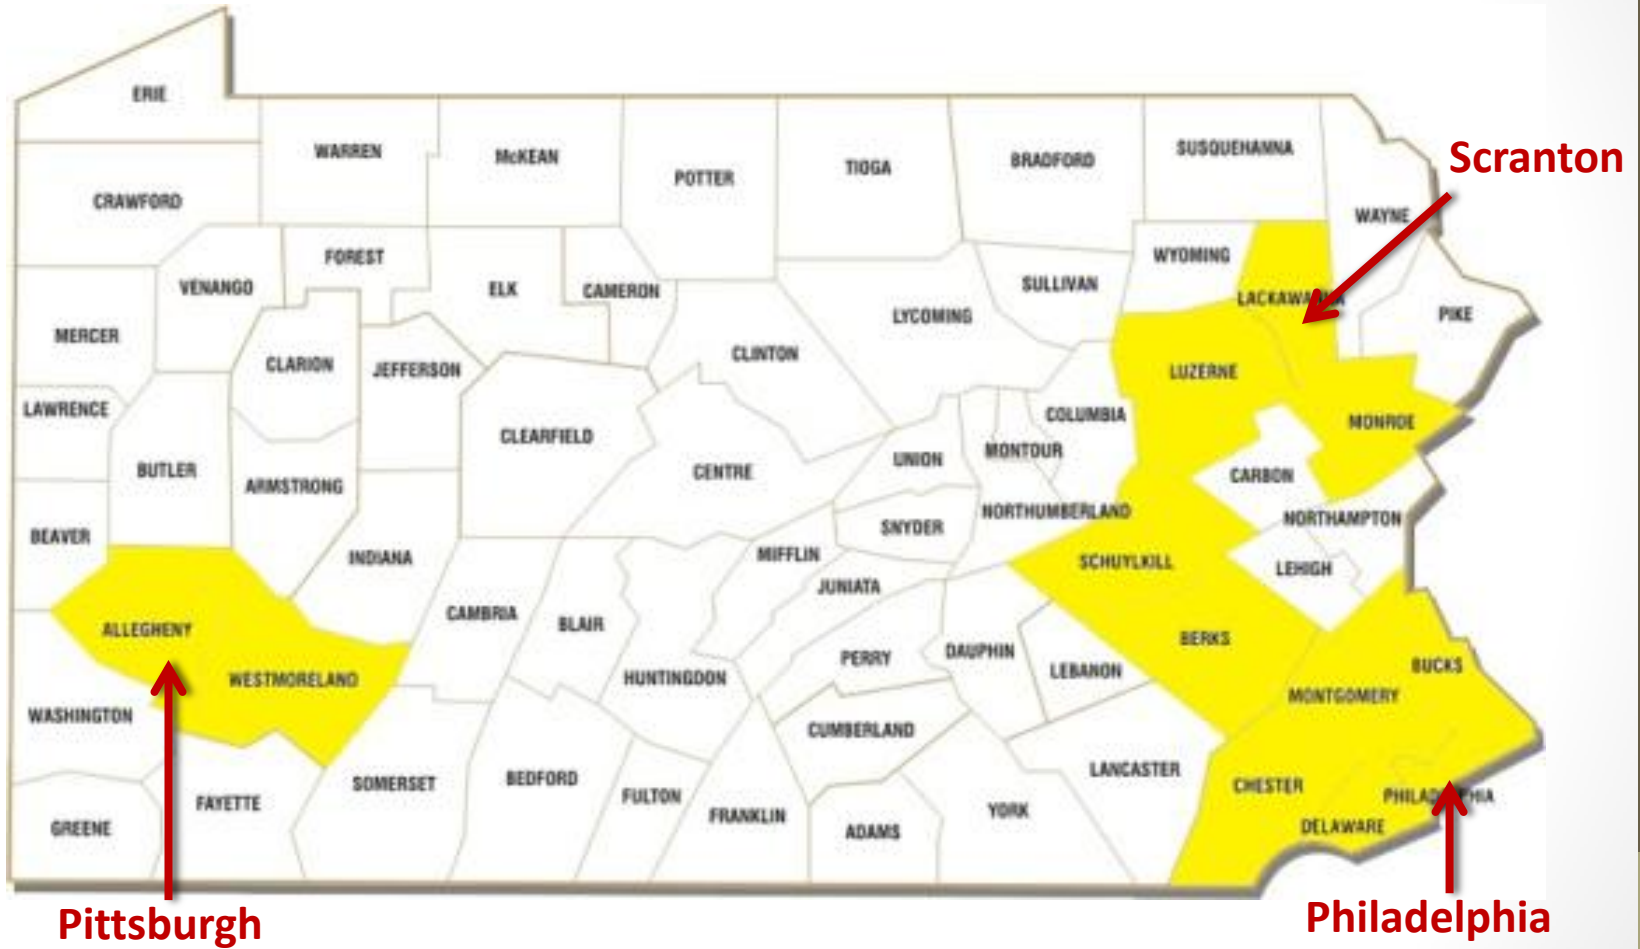 ERIE
WARREN
McKEAN
POTTER
TIOGA
BRADFORD
SUSQUEHANNA
Scranton
CRAWFORD
WAYNE
FOREST
WYOMING
VENANGO
ELK
CAMERON
SULLIVAN
LACKAWANNA
LYCOMING
PIKE
MERCER
CLINTON
CLARION
JEFFERSON
LUZERNE
LAWRENCE
COLUMBIA
MONROE
CLEARFIELD
MONTOUR
UNION
BUTLER
CENTRE
CARBON
ARMSTRONG
NORTHUMBERLAND
NORTHAMPTON
SNYDER
BEAVER
INDIANA
MIFFLIN
SCHUYLKILL
LEHIGH
JUNIATA
CAMBRIA
BLAIR
ALLEGHENY
BERKS
DAUPHIN
PERRY
BUCKS
LEBANON
WESTMORELAND
HUNTINGDON
MONTGOMERY
WASHINGTON
CUMBERLAND
LANCASTER
BEDFORD
SOMERSET
CHESTER
FULTON
PHILADELPHIA
FAYETTE
YORK
FRANKLIN
GREENE
ADAMS
DELAWARE
Pittsburgh
Philadelphia